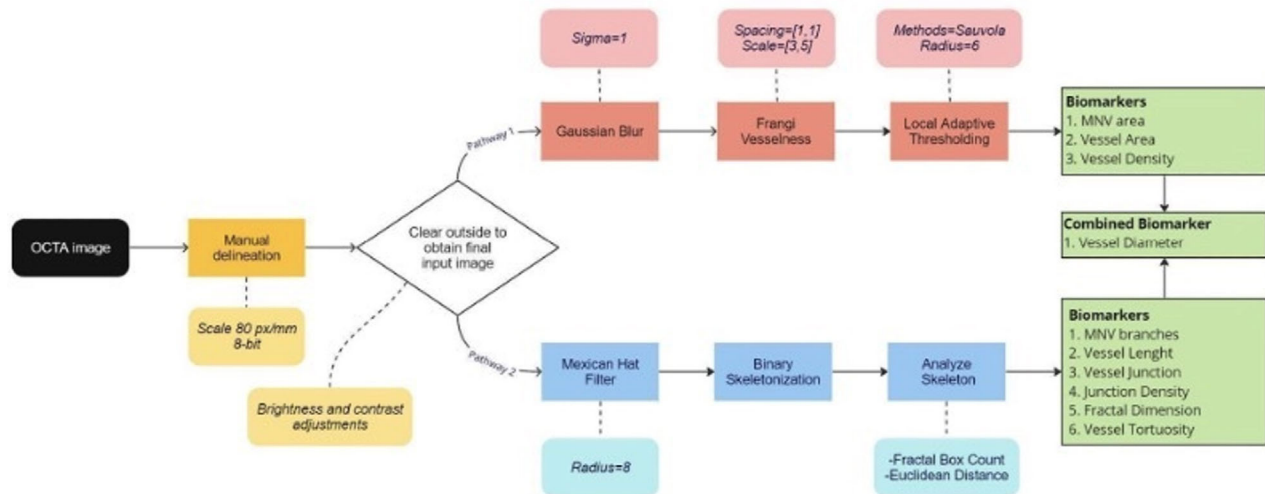 Sigma=1
Spacing=[1,1]
Scale=[3,5]
Methods=Sauvola
Radius=6
Pathway 1
Gaussian Blur
Frangi
Vesselness
Local Adaptive
Thresholding
Biomarkers
1. MNV area
2. Vessel Area
3. Vessel Density
OCTA image
Manual
delineation
Clear outside to
obtain final
input image
Combined Biomarker
1. Vessel Diameter
Scale 80 px/mm
8-bit
Brightness and contrast
adjustments
Pathway 2
Mexican Hat
Filter
Binary
Skeletonization
Analyze
Skeleton
Biomarkers
1. MNV branches
2. Vessel Lenght
3. Vessel Junction
4. Junction Density
5. Fractal Dimension
6. Vessel Tortuosity
Radius=8
-Fractal Box Count
-Euclidean Distance